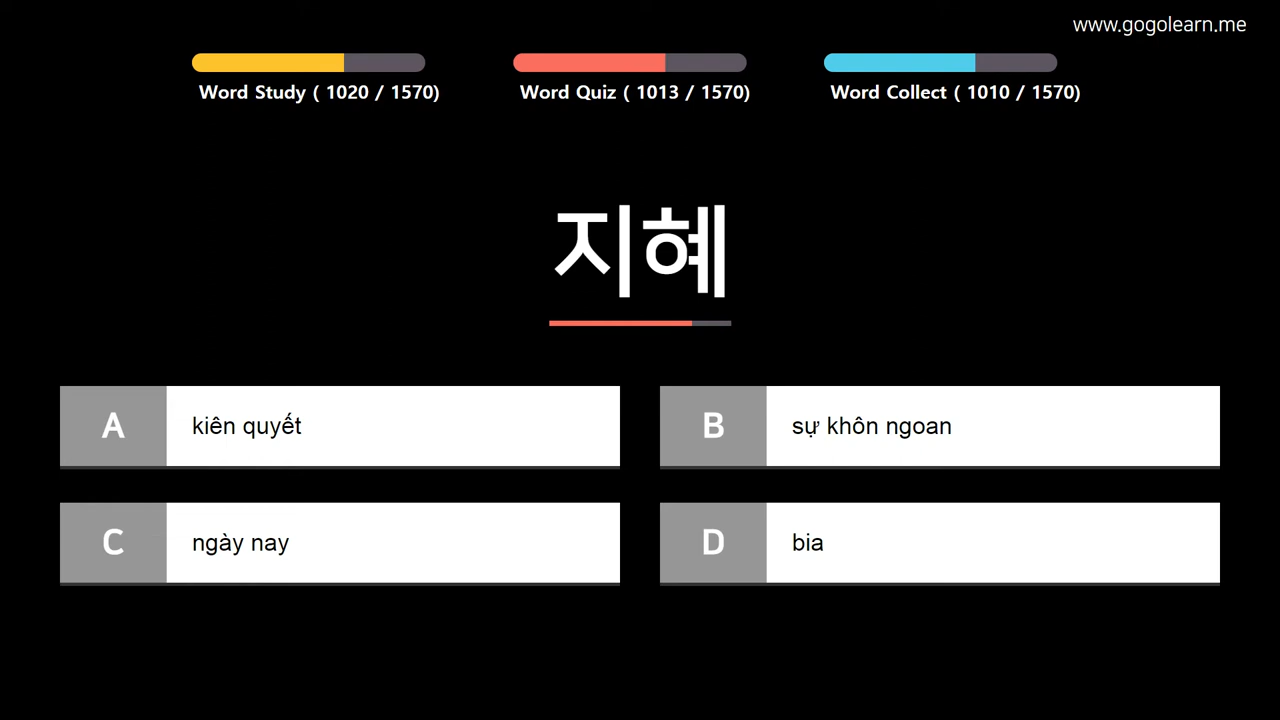 www.gogolearn.me
Word Study ( 1020 / 1570)
Word Quiz ( 1013 / 1570)
Word Collect ( 1010 / 1570)
지혜
A kiên quyết
B sự khôn ngoan
C ngày nay
D bia